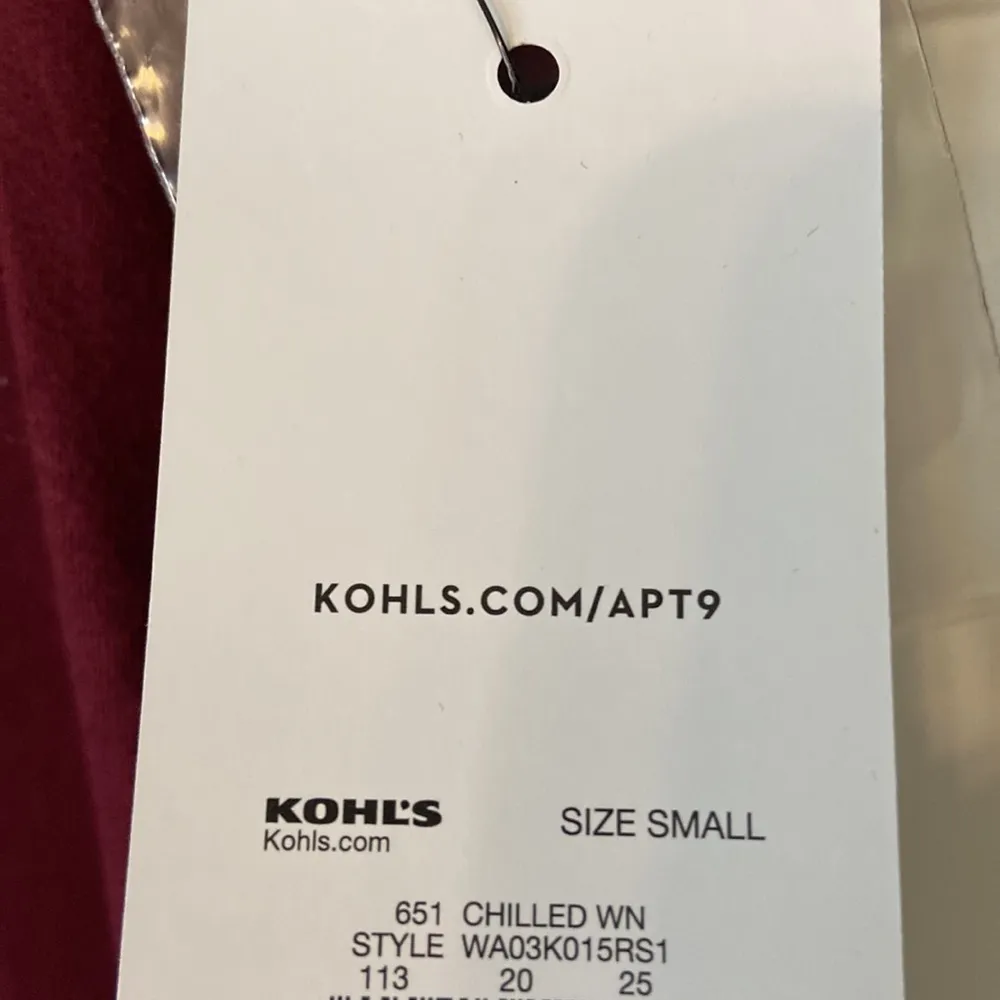 KOHLS.COM/APT9
KOHL'S
Kohls.com
SIZE SMALL
651 CHILLED WN
STYLE WA03K015RS1
113 20 25